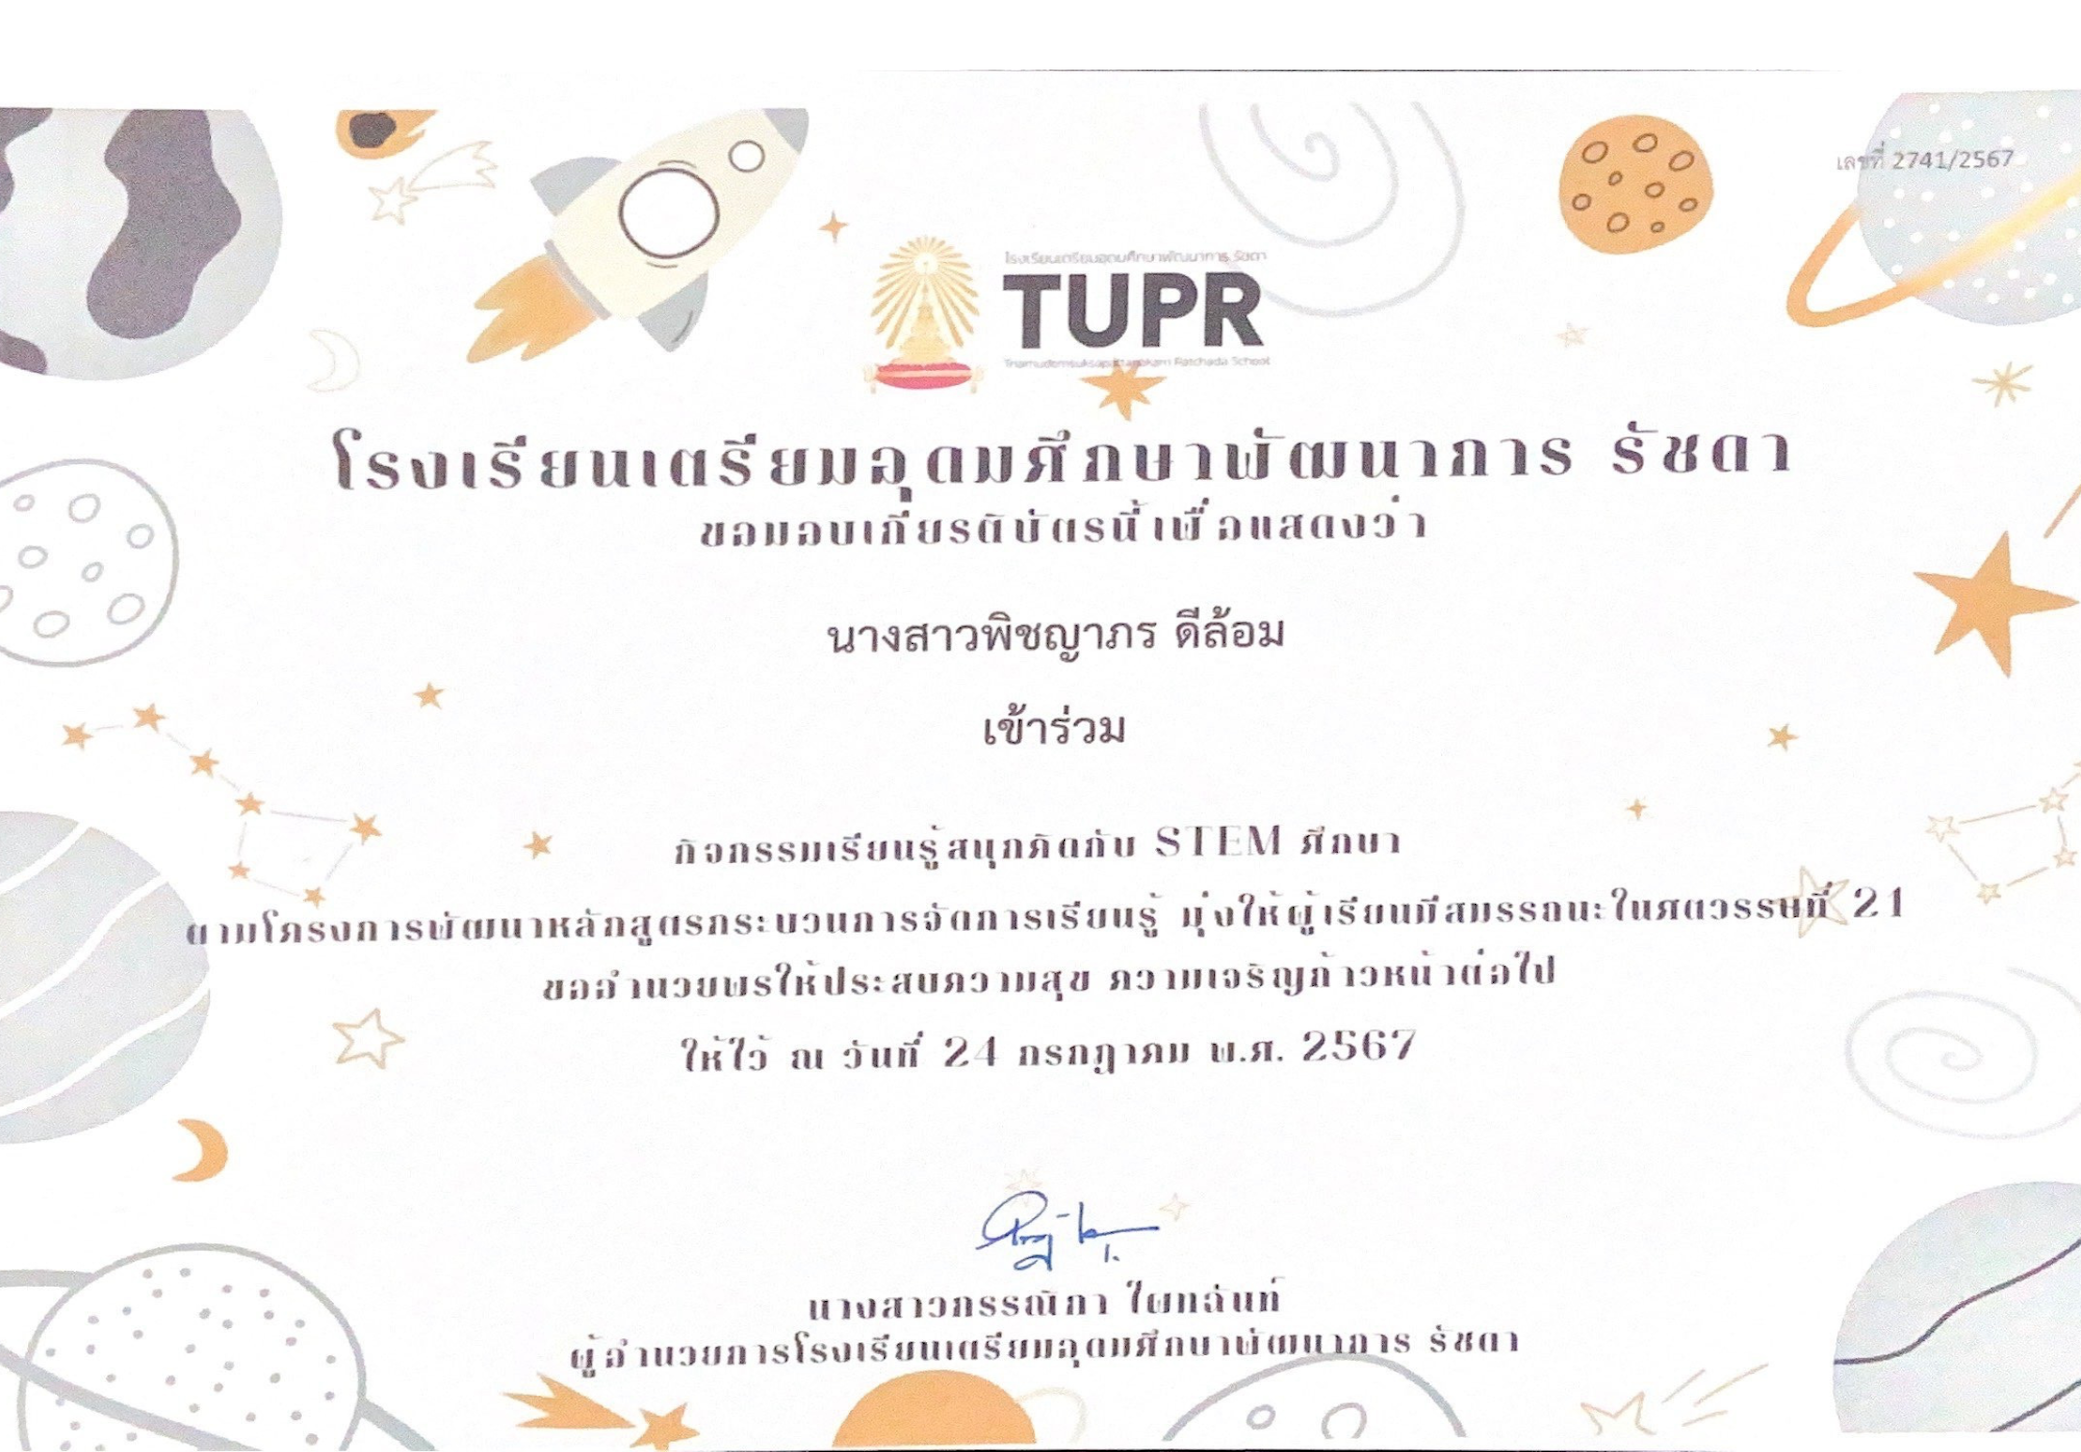 เลขที่ 2741/2567
โรงเรียนเตรียมอุดมศึกษาพัฒนาการ รัชดา
TUPR
Triamudomsuksapattanakarn Ratchada School
โรงเรียนเตรียมอุดมศึกษาพัฒนาการ รัชดา
ขอมอบเกียรติบัตรนี้เพื่อแสดงว่า
นางสาวพิชญาภร ดีล้อม
เข้าร่วม
กิจกรรมเรียนรู้สนุกคิดกับ STEM ศึกษา
ตามโครงการพัฒนาหลักสูตรกระบวนการจัดการเรียนรู้ มุ่งให้ผู้เรียนมีสมรรถนะในศตวรรษที่ 21
ขออำนวยพรให้ประสบความสุข ความเจริญก้าวหน้าต่อไป
ให้ไว้ ณ วันที่ 24 กรกฎาคม พ.ศ. 2567
นางสาวกรรณิกา ไผทฉันท์
ผู้อำนวยการโรงเรียนเตรียมอุดมศึกษาพัฒนาการ รัชดา